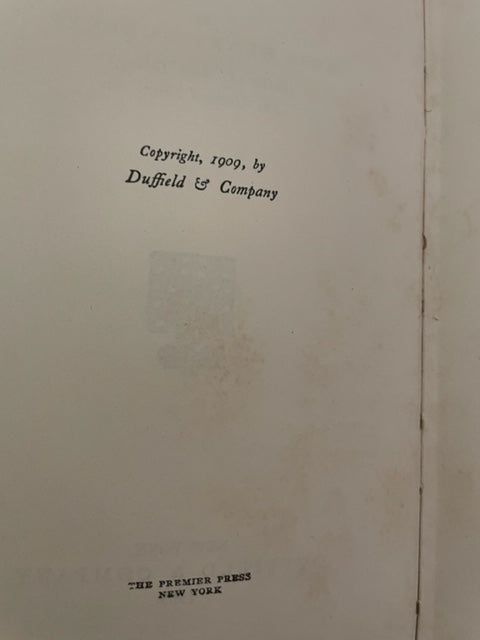 Copyright, 1909, by
Duffield & Company
THE PREMIER PRESS
NEW YORK